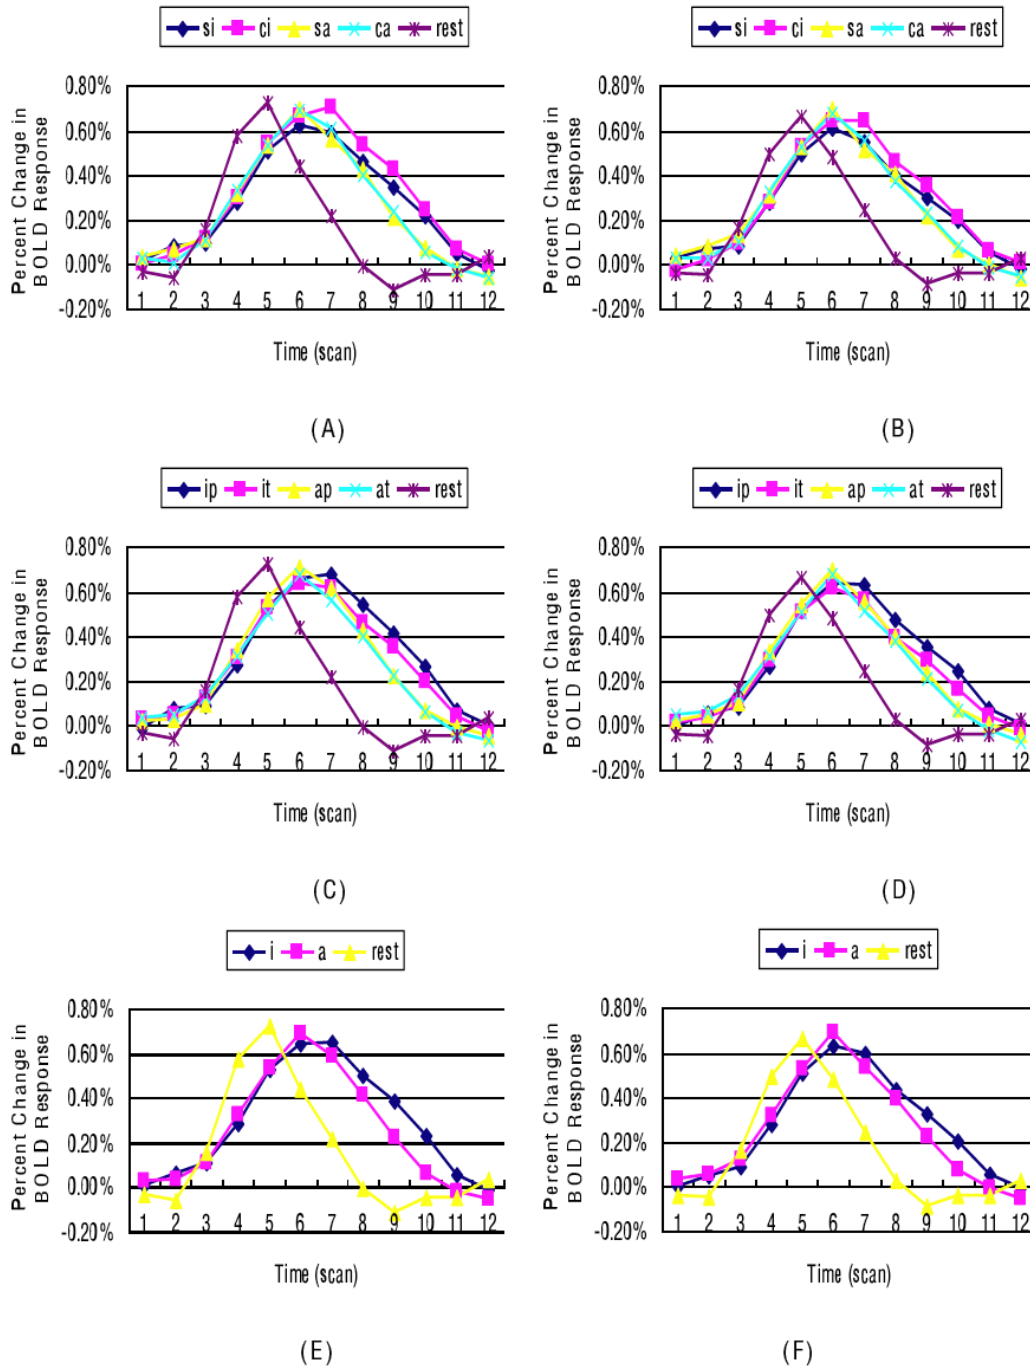 si ci sa ca rest
0.80%
0.60%
0.40%
0.20%
0.00%
-0.20%
Percent Change in
BOLD Response
1 2 3 4 5 6 7 8 9 10 11 12
Time (scan)
(A)
si ci sa ca rest
0.80%
0.60%
0.40%
0.20%
0.00%
-0.20%
Percent Change in
BOLD Response
1 2 3 4 5 6 7 8 9 10 11 12
Time (scan)
(B)
ip it ap at rest
0.80%
0.60%
0.40%
0.20%
0.00%
-0.20%
Percent Change in
BOLD Response
1 2 3 4 5 6 7 8 9 10 11 12
Time (scan)
(C)
ip it ap at rest
0.80%
0.60%
0.40%
0.20%
0.00%
-0.20%
Percent Change in
BOLD Response
1 2 3 4 5 6 7 8 9 10 11 12
Time (scan)
(D)
i a rest
0.80%
0.60%
0.40%
0.20%
0.00%
-0.20%
Percent Change in
BOLD Response
1 2 3 4 5 6 7 8 9 10 11 12
Time (scan)
(E)
i a rest
0.80%
0.60%
0.40%
0.20%
0.00%
-0.20%
Percent Change in
BOLD Response
1 2 3 4 5 6 7 8 9 10 11 12
Time (scan)
(F)